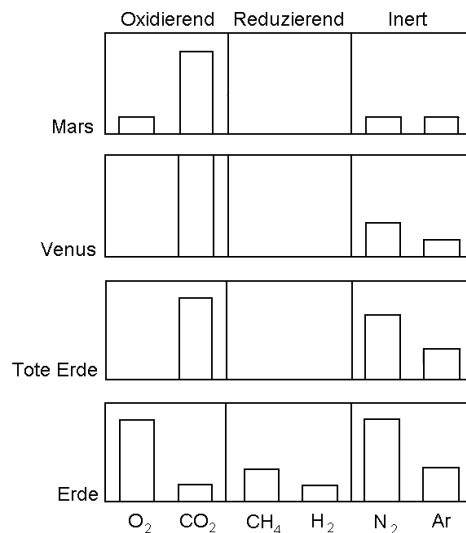 Oxidierend Reduzierend Inert
Mars
Venus
Tote Erde
Erde
O₂ CO₂ CH₄ H₂ N₂ Ar